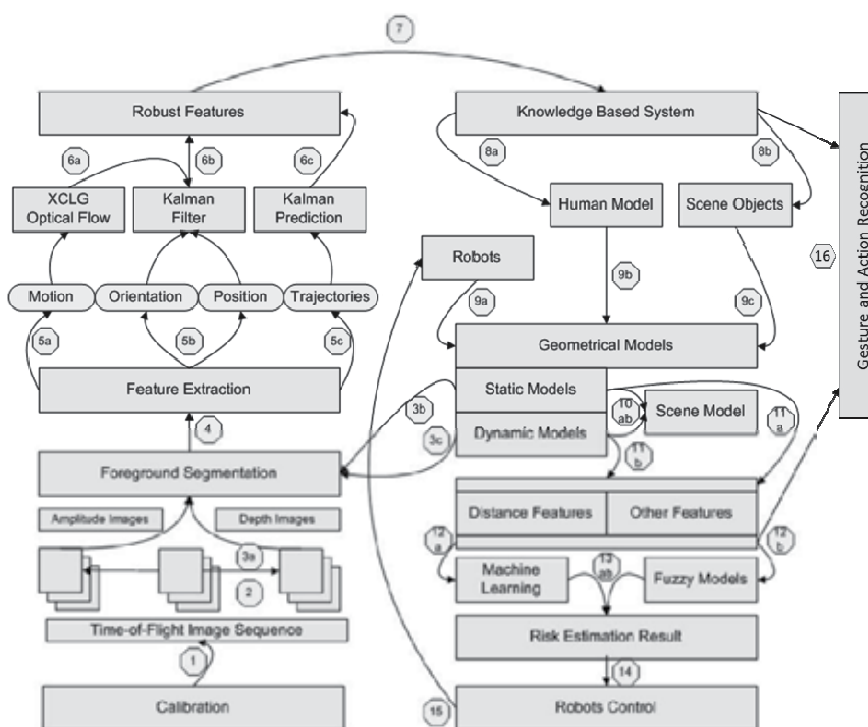 7
Robust Features
Knowledge Based System
6a
6b
6c
8a
8b
XCLG
Optical Flow
Kalman
Filter
Kalman
Prediction
Human Model
Scene Objects
Robots
16
Gesture and Action Recognition
Motion
Orientation
Position
Trajectories
9a
9b
9c
5a
5b
5c
Geometrical Models
Feature Extraction
Static Models
3b
10
ab
Scene Model
11
a
4
3c
Dynamic Models
11
b
Foreground Segmentation
Amplitude Images
Depth Images
Distance Features
Other Features
12
a
12
b
3a
2
Machine
Learning
13
ab
Fuzzy Models
Time-of-Flight Image Sequence
Risk Estimation Result
1
14
Calibration
15
Robots Control